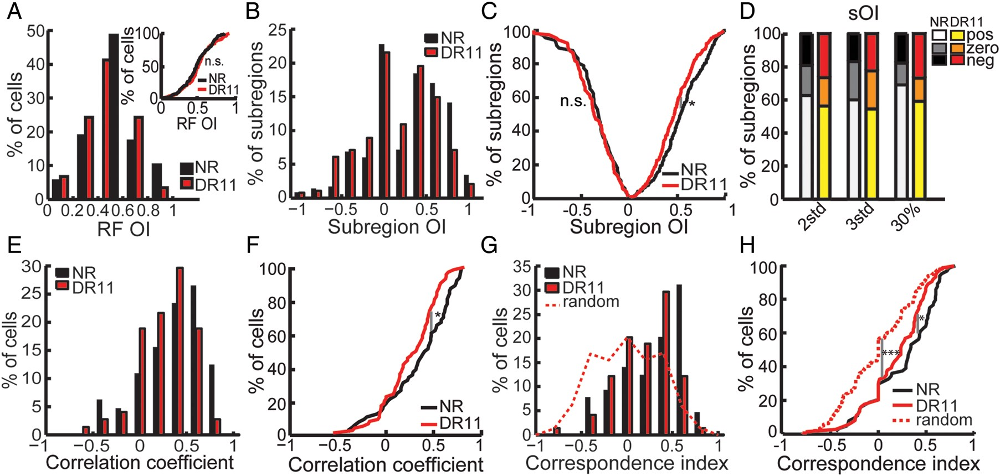 A
% of cells
50
40
30
20
10
0
0 0.2 0.4 0.6 0.8 1
RF OI
NR
DR11
% of cells
100
50
0
n.s.
NR
DR11
0 0.5 1
RF OI
B
% of subregions
25
20
15
10
5
0
NR
DR11
−1 −0.5 0 0.5 1
Subregion OI
C
% of subregions
100
80
60
40
20
0
n.s.
*
NR
DR11
-1 -0.5 0 0.5 1
Subregion OI
D
sOI
NR DR11
pos
zero
neg
% of subregions
100
80
60
40
20
0
2std 3std 30%
E
% of cells
30
25
20
15
10
5
0
NR
DR11
−1 −0.5 0 0.5 1
Correlation coefficient
F
% of cells
100
80
60
40
20
0
*
NR
DR11
−1 −0.5 0 0.5 1
Correlation coefficient
G
% of cells
35
30
25
20
15
10
5
0
NR
DR11
random
−1 −0.5 0 0.5 1
Correspondence index
H
% of cells
100
80
60
40
20
0
*
***
NR
DR11
random
−1 −0.5 0 0.5 1
Correspondence index